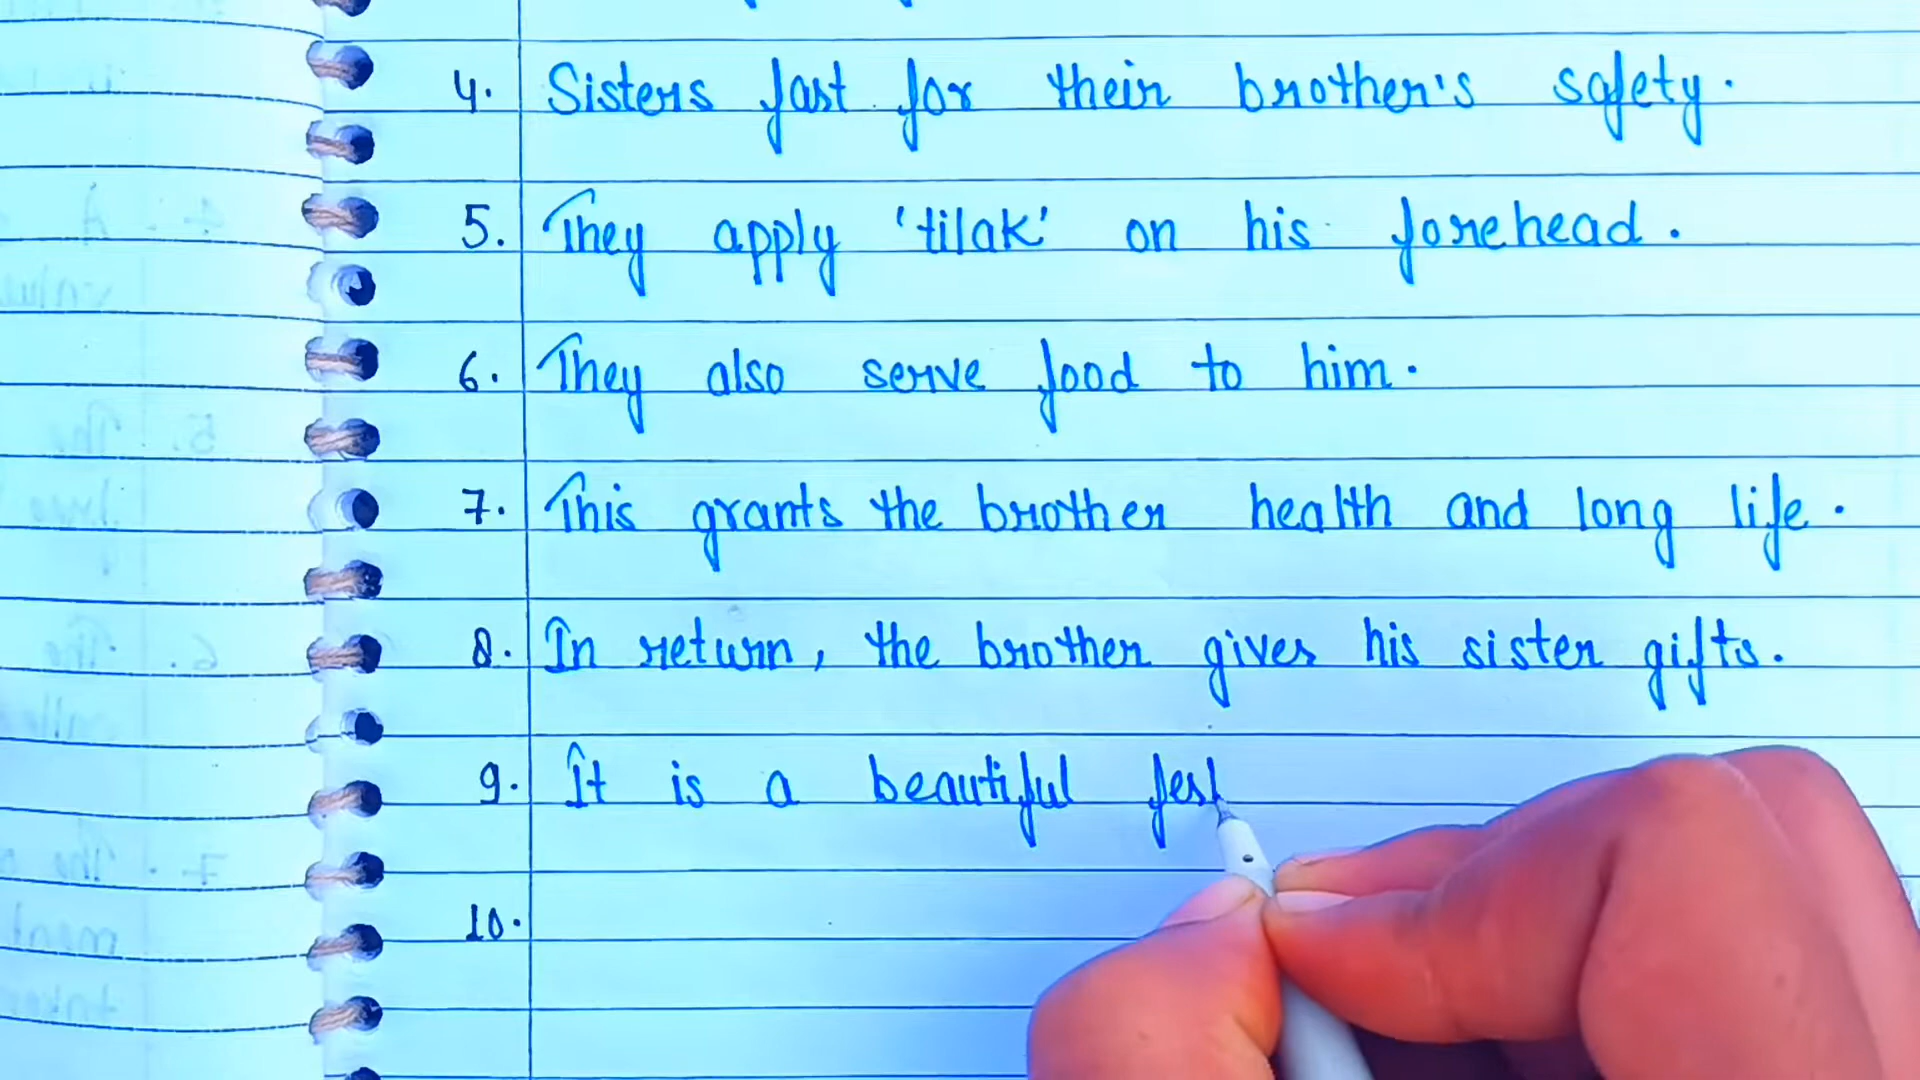 4. Sisters fast for their brother's safety.
5. They apply 'tilak' on his forehead.
6. They also serve food to him.
7. This grants the brother health and long life.
8. In return, the brother gives his sister gifts.
9. It is a beautiful fest
10.